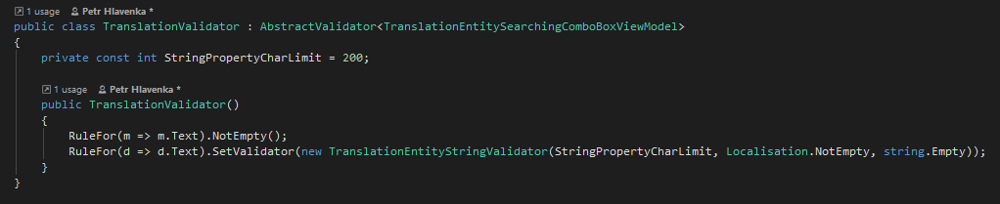 1 usage Petr Hlavenka *
public class TranslationValidator : AbstractValidator<TranslationEntitySearchingComboBoxViewModel>
{
private const int StringPropertyCharLimit = 200;
1 usage Petr Hlavenka *
public TranslationValidator()
{
RuleFor(m => m.Text).NotEmpty();
RuleFor(d => d.Text).SetValidator(new TranslationEntityStringValidator(StringPropertyCharLimit, Localisation.NotEmpty, string.Empty));
}
}